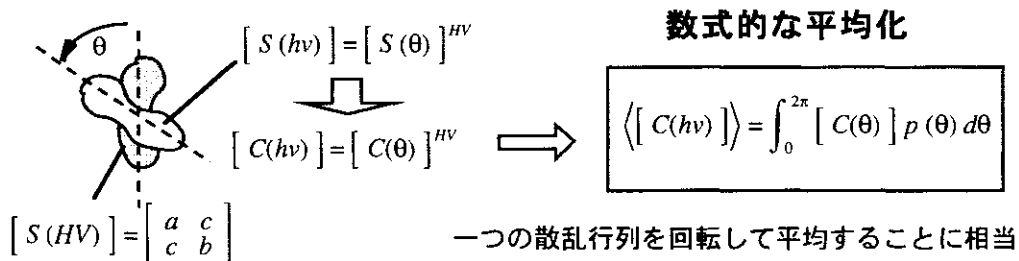 θ
[ S (hv) ] = [ S (θ) ]^{HV}
[ C(hv) ] = [ C(θ) ]^{HV}
[ S (HV) ] = [ a c
c b ]
数式的な平均化
⟨[ C(hv) ]⟩ = ∫_0^{2π} [ C(θ) ] p (θ) dθ
一つの散乱行列を回転して平均することに相当